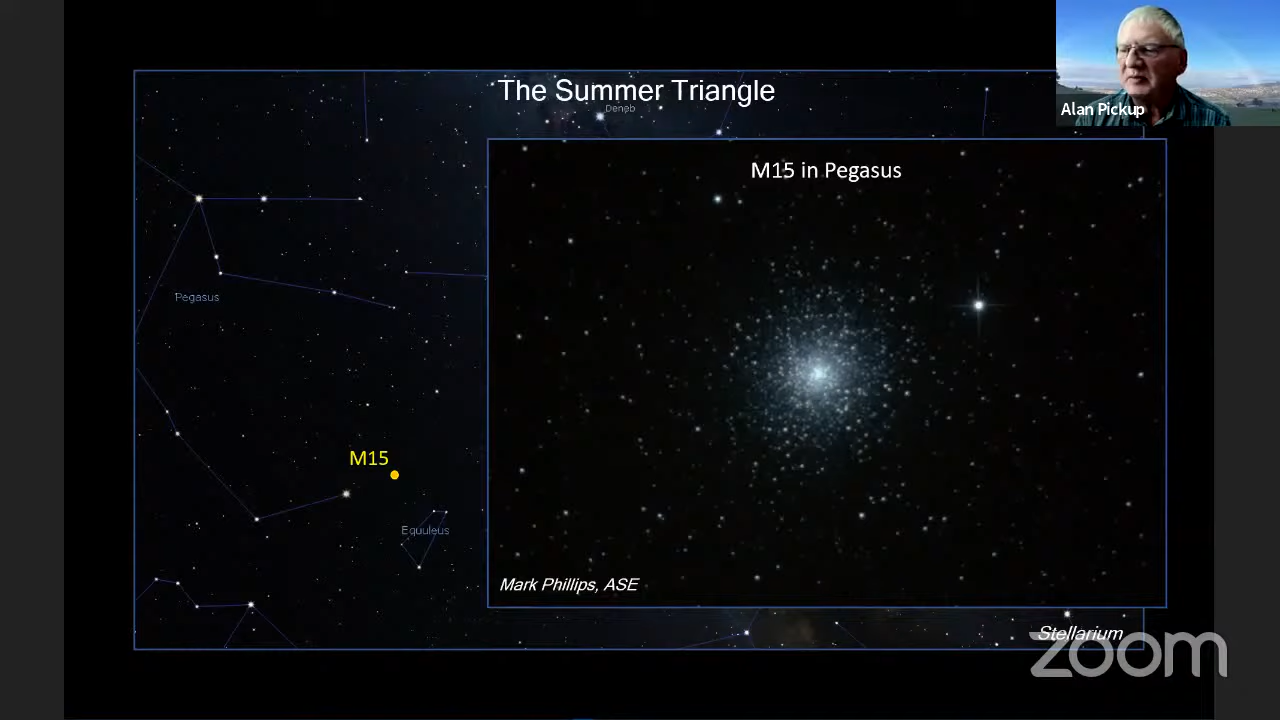 The Summer Triangle
Deneb
Alan Pickup
M15 in Pegasus
Pegasus
M15
Equuleus
Mark Phillips, ASE
Stellarium
zoom